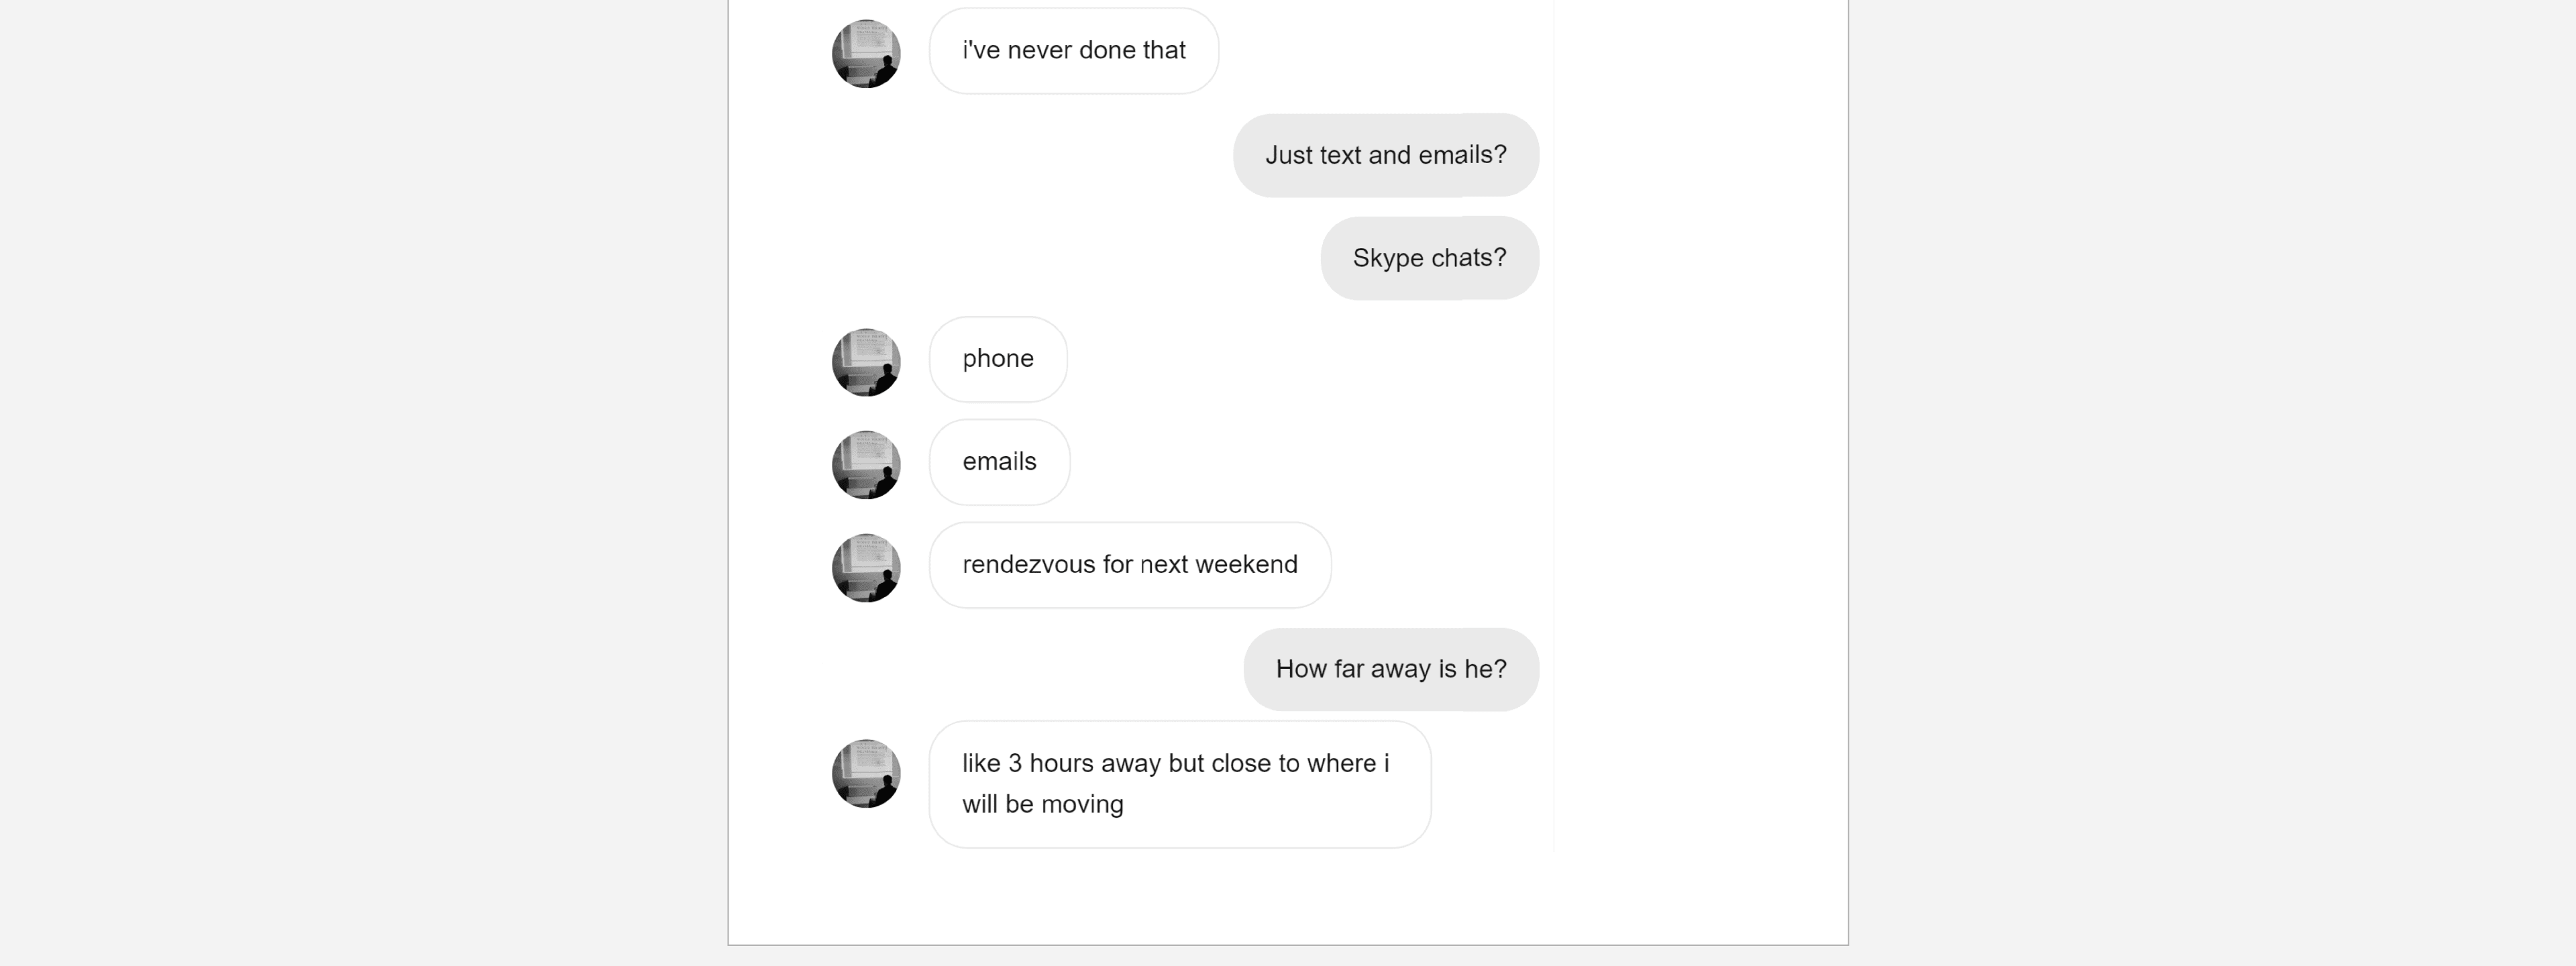 i've never done that
Just text and emails?
Skype chats?
phone
emails
rendezvous for next weekend
How far away is he?
like 3 hours away but close to where i
will be moving